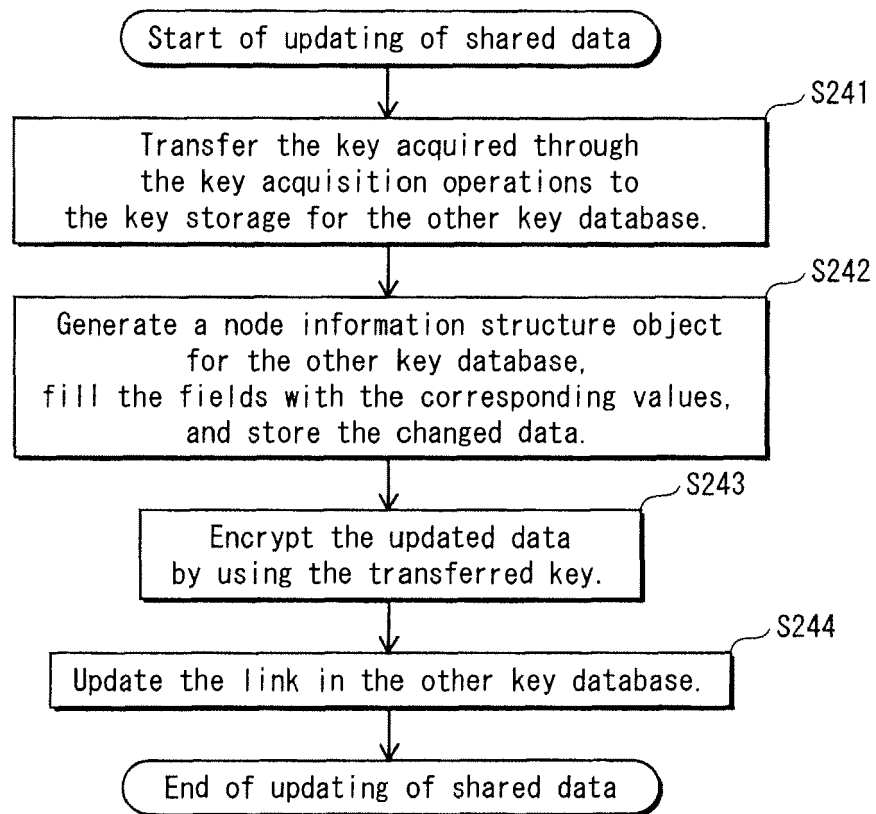 Start of updating of shared data
S241
Transfer the key acquired through
the key acquisition operations to
the key storage for the other key database.
S242
Generate a node information structure object
for the other key database,
fill the fields with the corresponding values,
and store the changed data.
S243
Encrypt the updated data
by using the transferred key.
S244
Update the link in the other key database.
End of updating of shared data